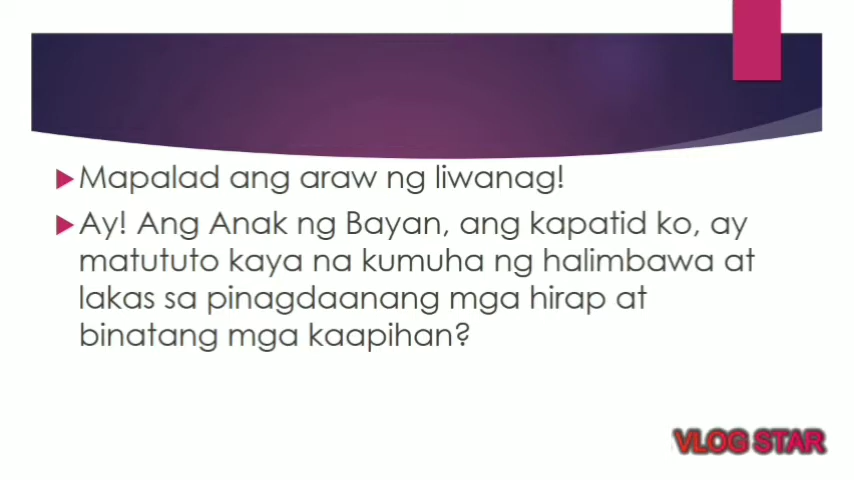 Mapalad ang araw ng liwanag!
Ay! Ang Anak ng Bayan, ang kapatid ko, ay
matututo kaya na kumuha ng halimbawa at
lakas sa pinagdaanang mga hirap at
binatang mga kaapihan?
VLOG STAR